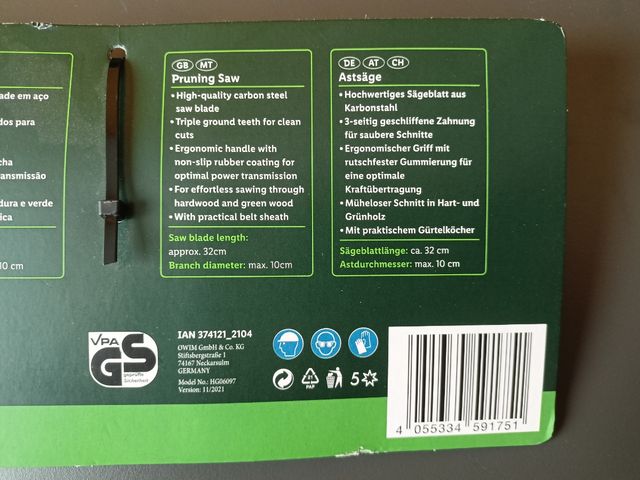 ade em aço
dos para
cha
ransmissão
dura e verde
ica
10 cm
GB MT
Pruning Saw
• High-quality carbon steel
saw blade
• Triple ground teeth for clean
cuts
• Ergonomic handle with
non-slip rubber coating for
optimal power transmission
• For effortless sawing through
hardwood and green wood
• With practical belt sheath
Saw blade length:
approx. 32cm
Branch diameter: max. 10cm
DE AT CH
Astsäge
• Hochwertiges Sägeblatt aus
Karbonstahl
• 3-seitig geschliffene Zahnung
für saubere Schnitte
• Ergonomischer Griff mit
rutschfester Gummierung für
eine optimale
Kraftübertragung
• Müheloser Schnitt in Hart- und
Grünholz
• Mit praktischem Gürtelköcher
Sägeblattlänge: ca. 32 cm
Astdurchmesser: max. 10 cm
VPA
GS
geprüfte
Sicherheit
IAN 374121_2104
OWIM GmbH & Co. KG
Stiftsbergstraße 1
74167 Neckarsulm
GERMANY
Model No.: HG06097
Version: 11/2021
21
PAP
5
4 055334 591751